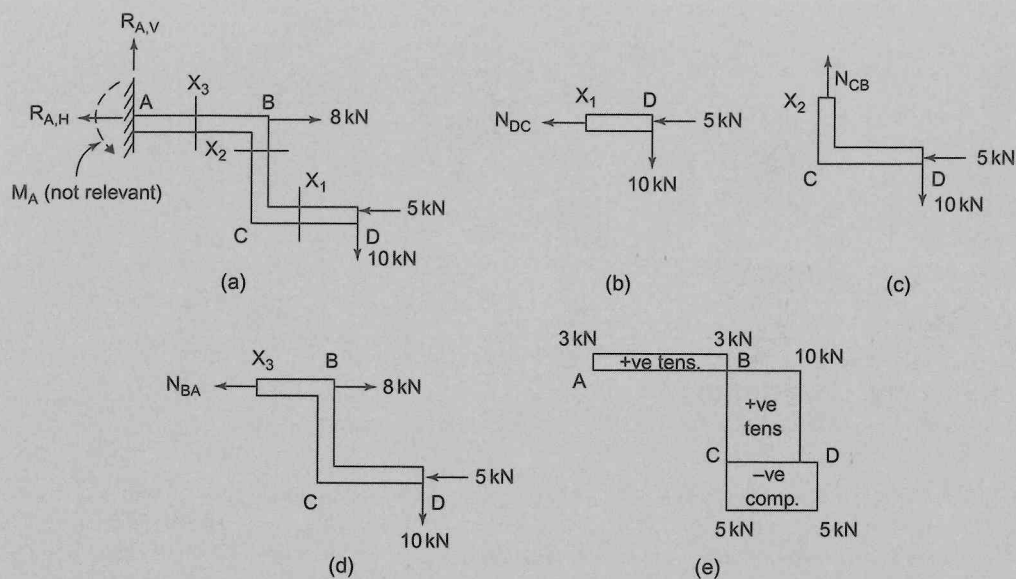 R_A,V
X₃
A
B
R_A,H
8 kN
X₂
X₁
M_A (not relevant)
5 kN
C
D
10 kN
(a)
X₁
D
N_DC
5 kN
10 kN
(b)
N_CB
X₂
5 kN
C
D
10 kN
(c)
X₃
B
N_BA
8 kN
5 kN
C
D
10 kN
(d)
3 kN
3 kN
+ve tens.
B
10 kN
A
+ve
tens
C
D
–ve
comp.
5 kN
5 kN
(e)